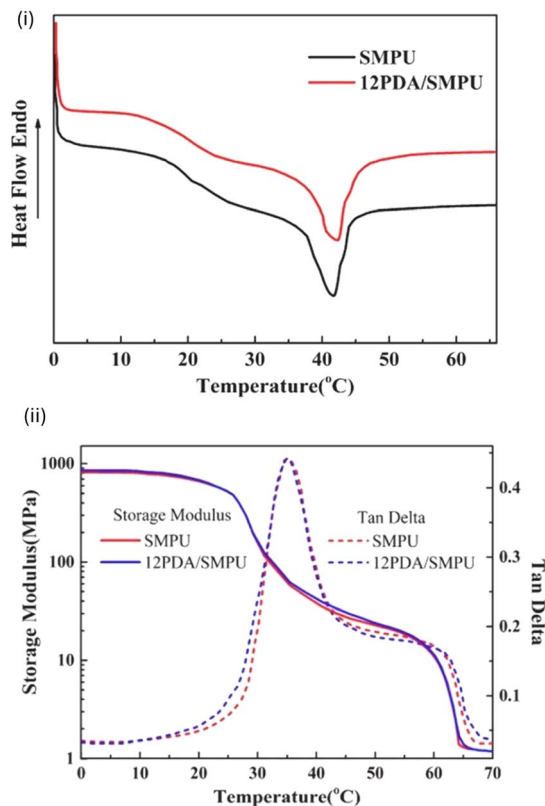 (i)
SMPU
12PDA/SMPU
Heat Flow Endo
0 10 20 30 40 50 60
Temperature(°C)
(ii)
1000
100
10
1
Storage Modulus(MPa)
Storage Modulus
SMPU
12PDA/SMPU
Tan Delta
SMPU
12PDA/SMPU
0.4
0.3
0.2
0.1
Tan Delta
0 10 20 30 40 50 60 70
Temperature(°C)